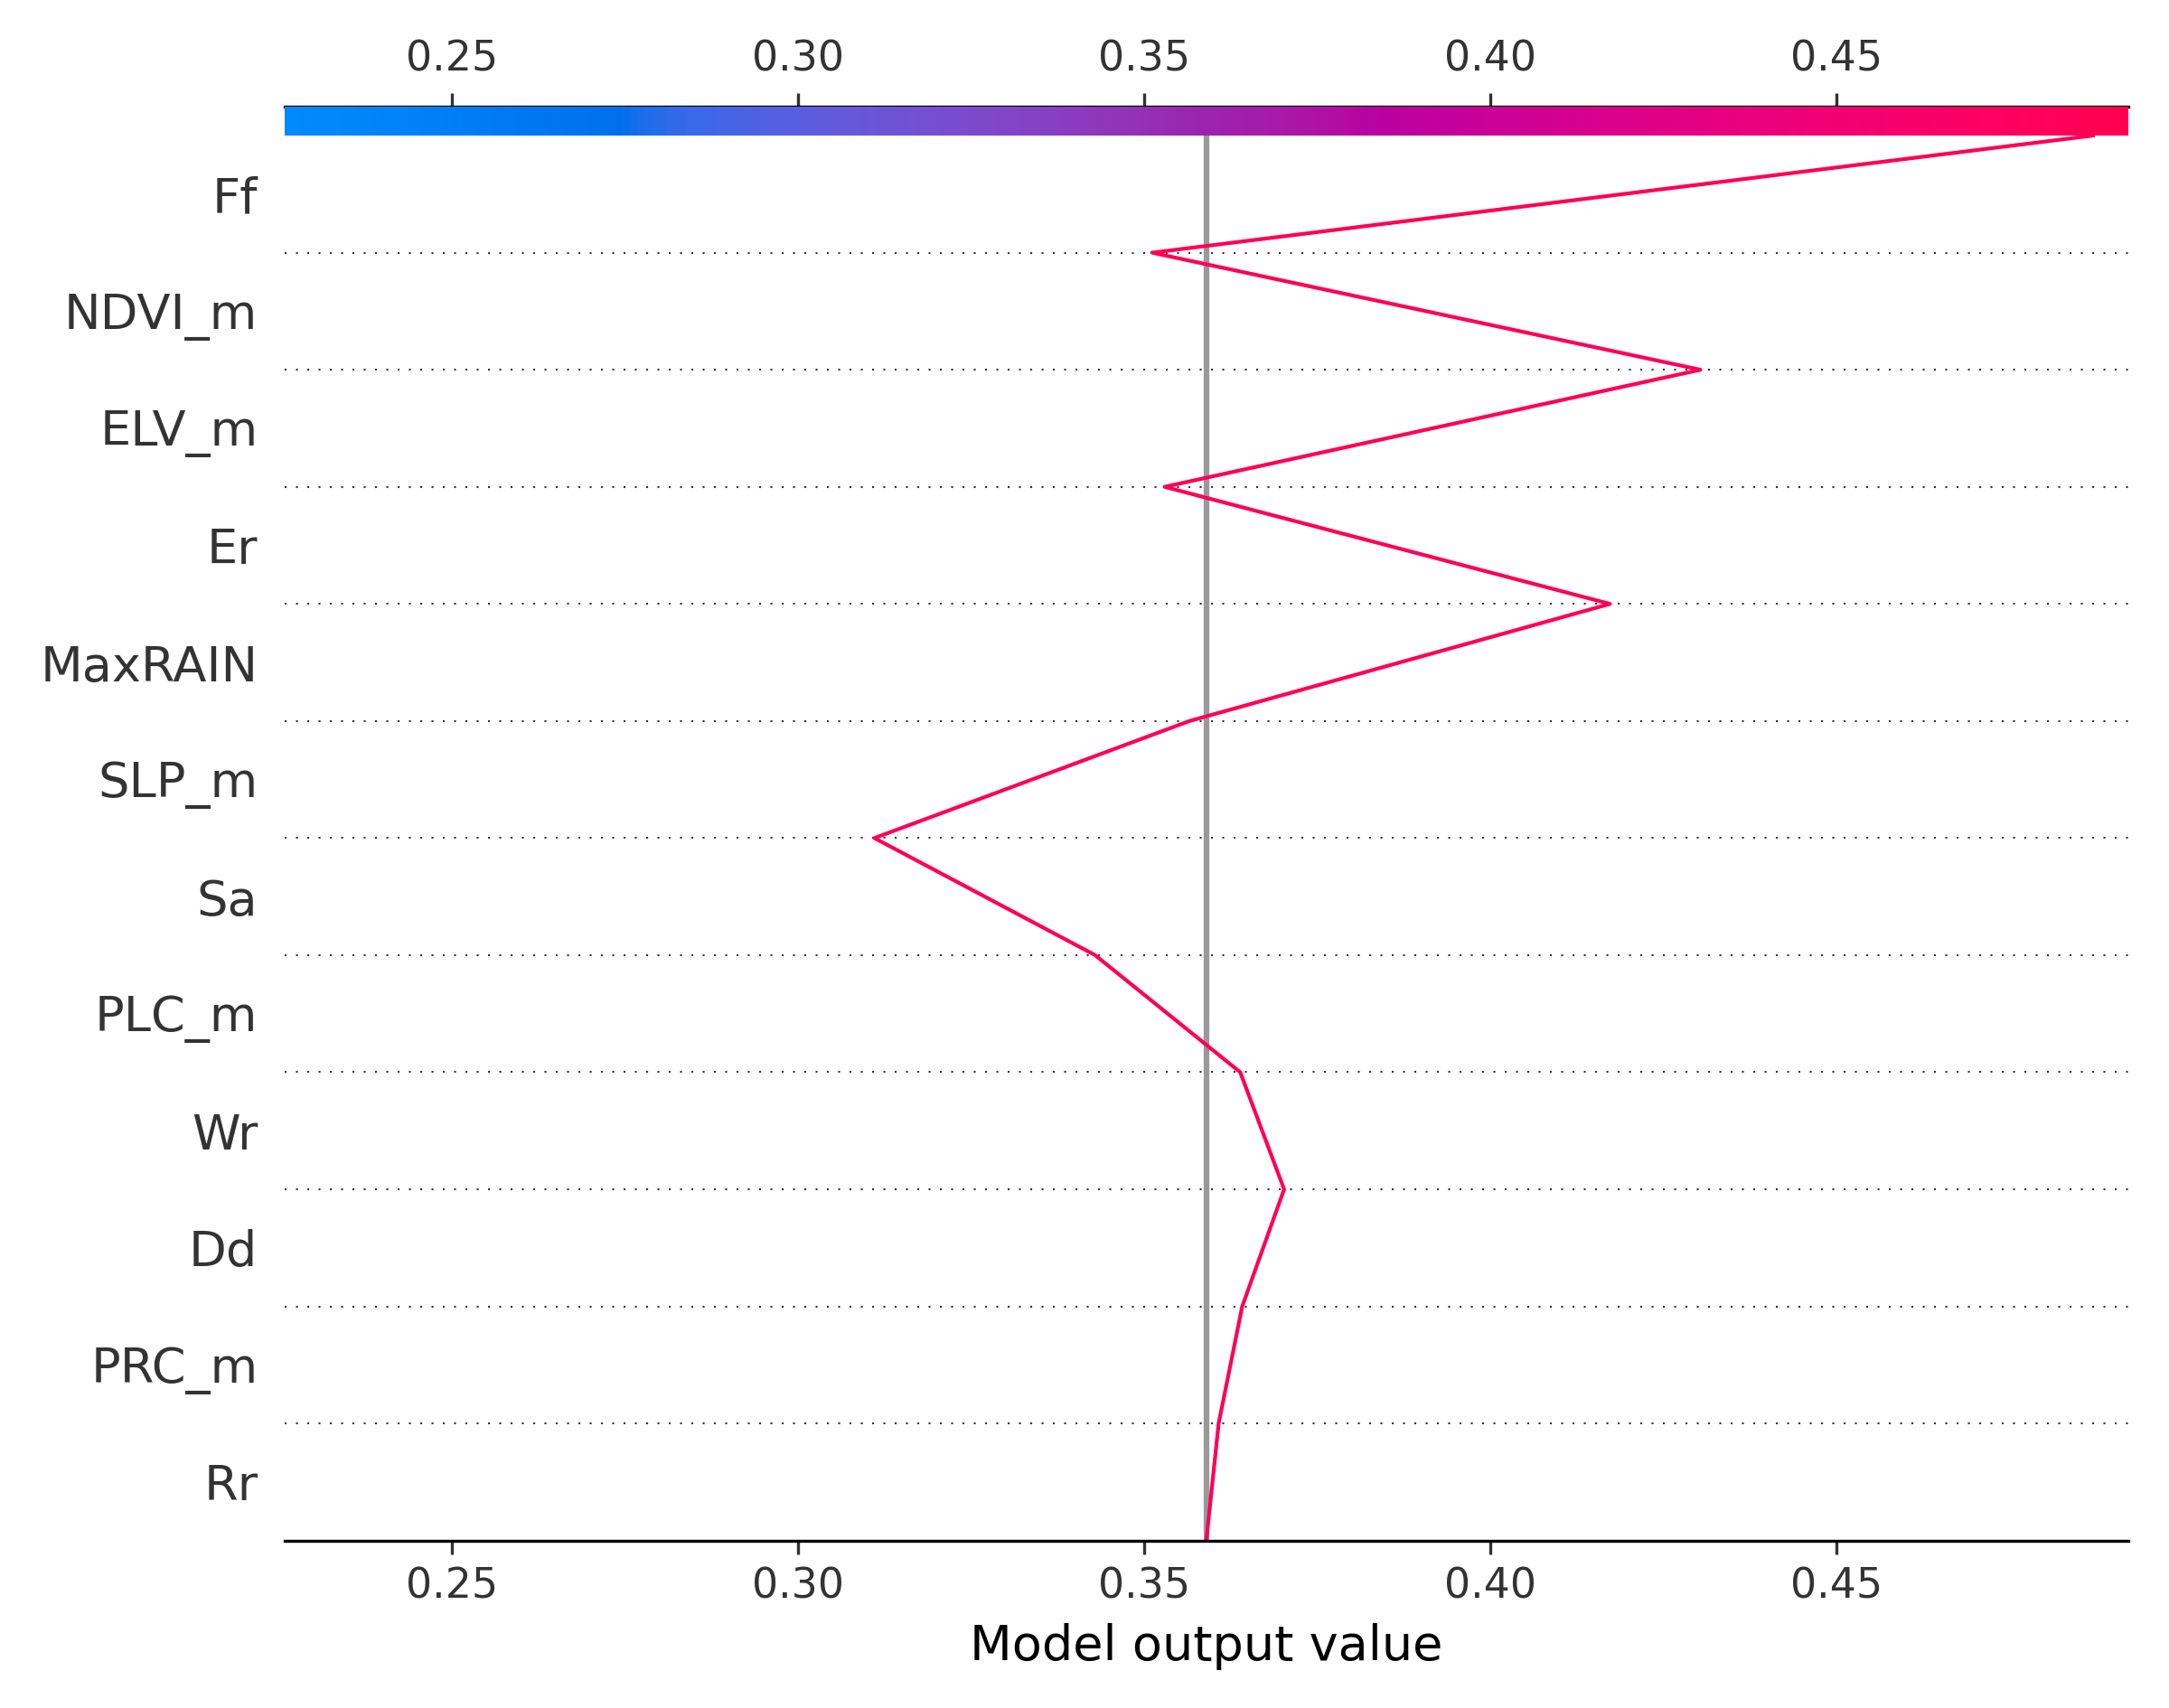 0.25 0.30 0.35 0.40 0.45
Ff
NDVI_m
ELV_m
Er
MaxRAIN
SLP_m
Sa
PLC_m
Wr
Dd
PRC_m
Rr
0.25 0.30 0.35 0.40 0.45
Model output value